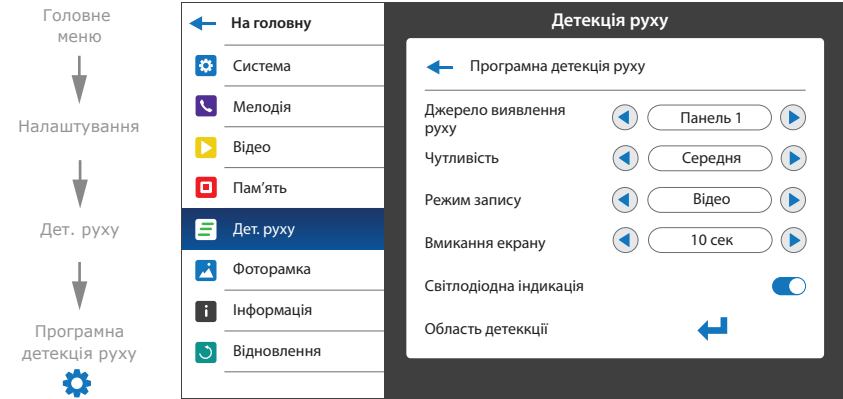 Головне
меню
Налаштування
Дет. руху
Програмна
детекція руху
На головну
Система
Мелодія
Відео
Пам'ять
Дет. руху
Фоторамка
Інформація
Відновлення
Детекція руху
Програмна детекція руху
Джерело виявлення
руху
Панель 1
Чутливість
Середня
Режим запису
Відео
Вмикання екрану
10 сек
Світлодіодна індикація
Область детеккції